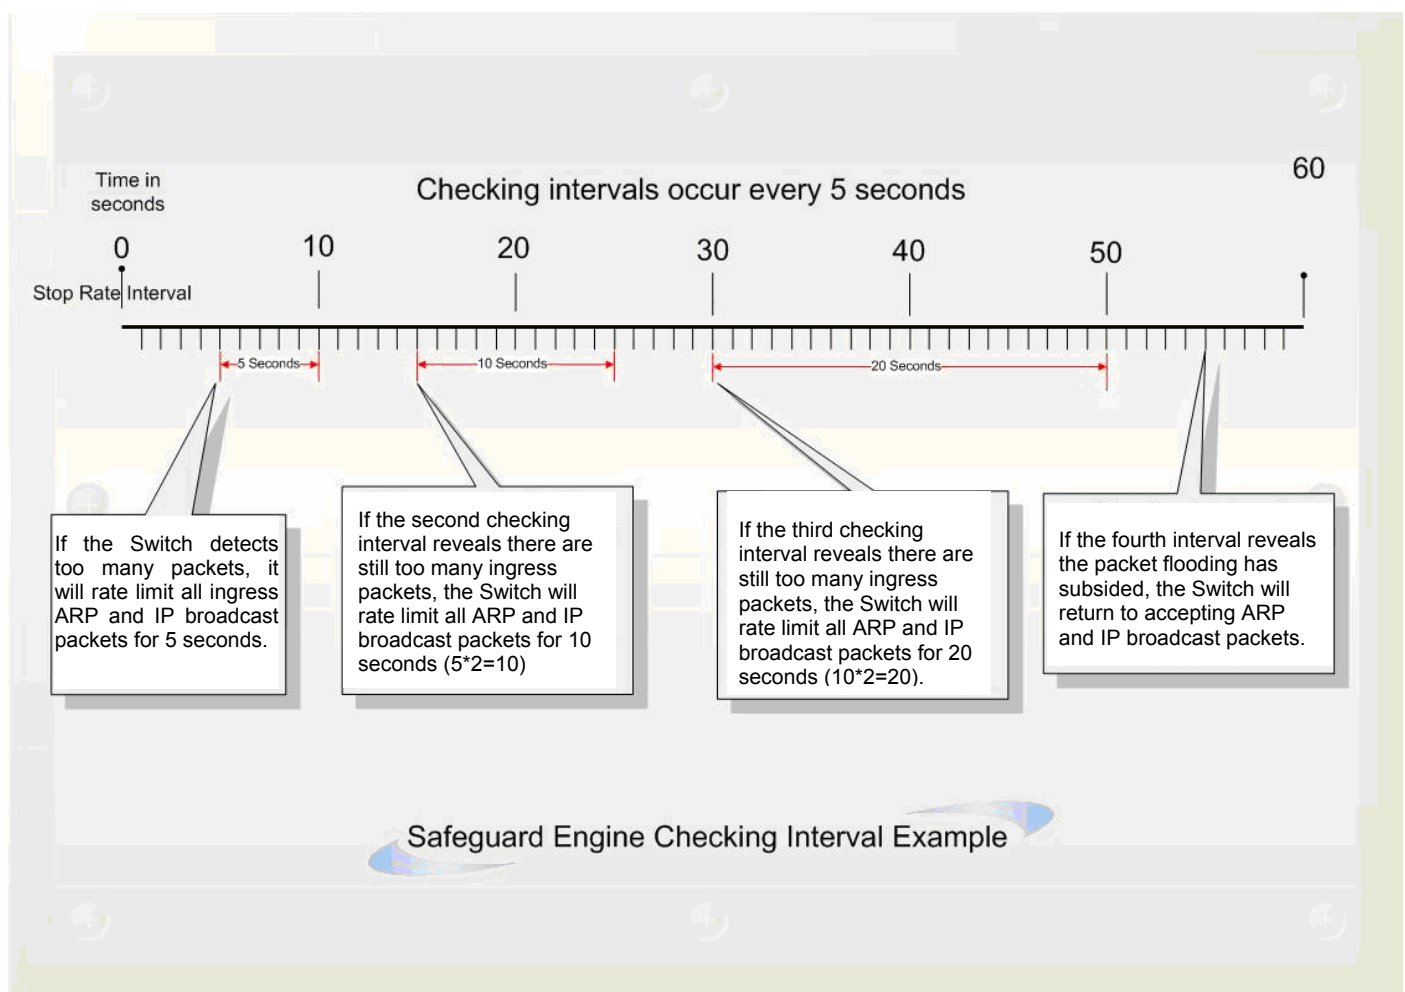 Time in
seconds
Checking intervals occur every 5 seconds
60
0
10
20
30
40
50
Stop Rate Interval
5 Seconds
10 Seconds
20 Seconds
If the Switch detects
too many packets, it
will rate limit all ingress
ARP and IP broadcast
packets for 5 seconds.
If the second checking
interval reveals there are
still too many ingress
packets, the Switch will
rate limit all ARP and IP
broadcast packets for 10
seconds (5*2=10)
If the third checking
interval reveals there are
still too many ingress
packets, the Switch will
rate limit all ARP and IP
broadcast packets for 20
seconds (10*2=20).
If the fourth interval reveals
the packet flooding has
subsided, the Switch will
return to accepting ARP
and IP broadcast packets.
Safeguard Engine Checking Interval Example